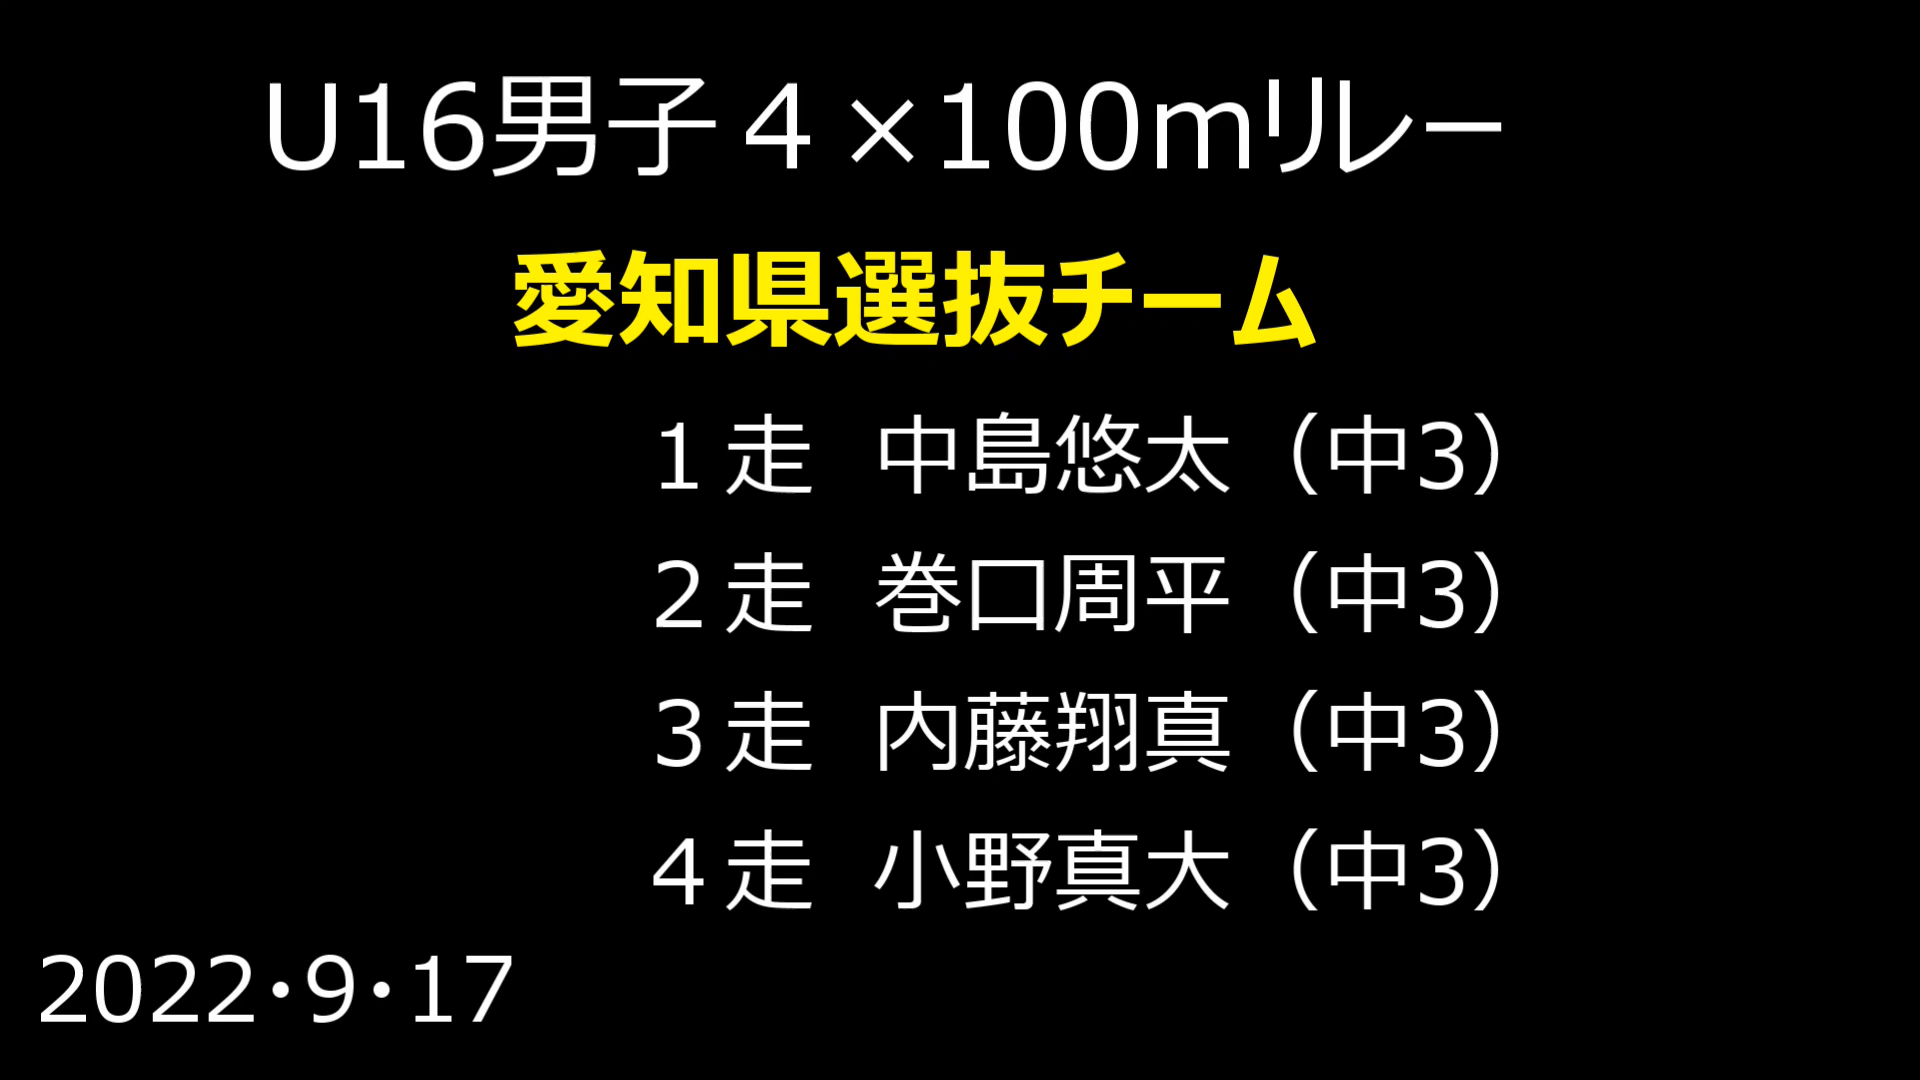 U16男子４×100mリレー
愛知県選抜チーム
１走　中島悠太（中3）
２走　巻口周平（中3）
３走　内藤翔真（中3）
４走　小野真大（中3）
2022･9･17